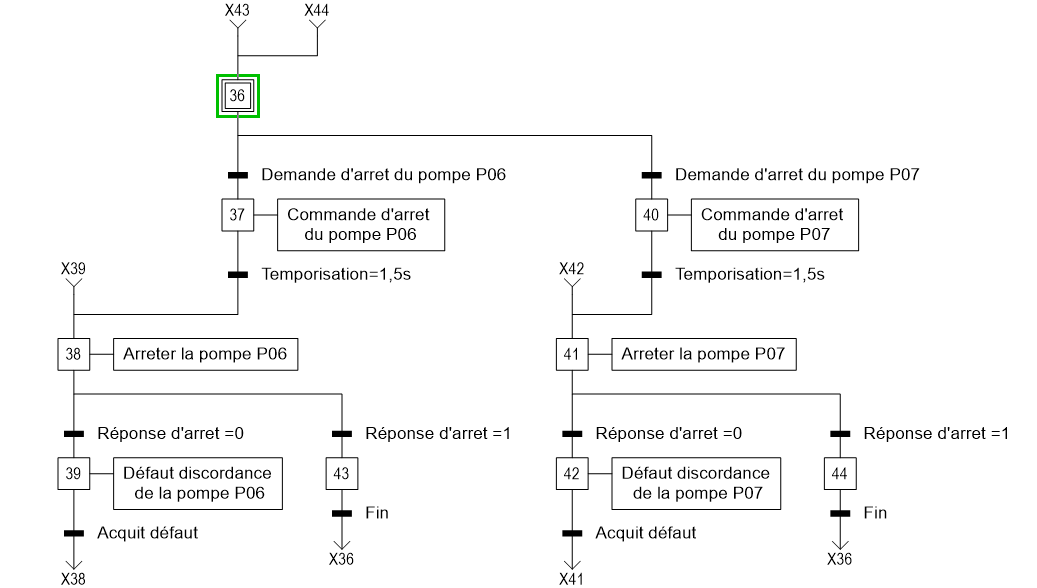 X43 X44
36
Demande d'arret du pompe P06 Demande d'arret du pompe P07
37 Commande d'arret
du pompe P06
40 Commande d'arret
du pompe P07
X39 Temporisation=1,5s X42 Temporisation=1,5s
38 Arreter la pompe P06 41 Arreter la pompe P07
Réponse d'arret =0 Réponse d'arret =1 Réponse d'arret =0 Réponse d'arret =1
39 Défaut discordance
de la pompe P06
43
42 Défaut discordance
de la pompe P07
44
Fin Fin
Acquit défaut Acquit défaut
X36 X36
X38 X41